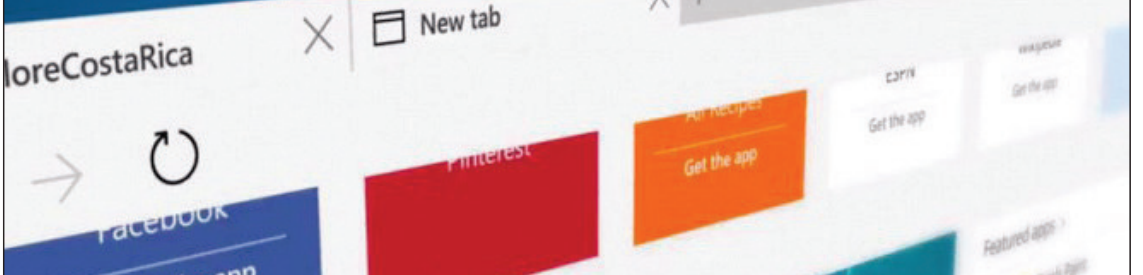 loreCostaRica
New tab
Facebook
app
Pinterest
All Recipes
Get the app
ESPN
Get the app
Get the app
Featured apps